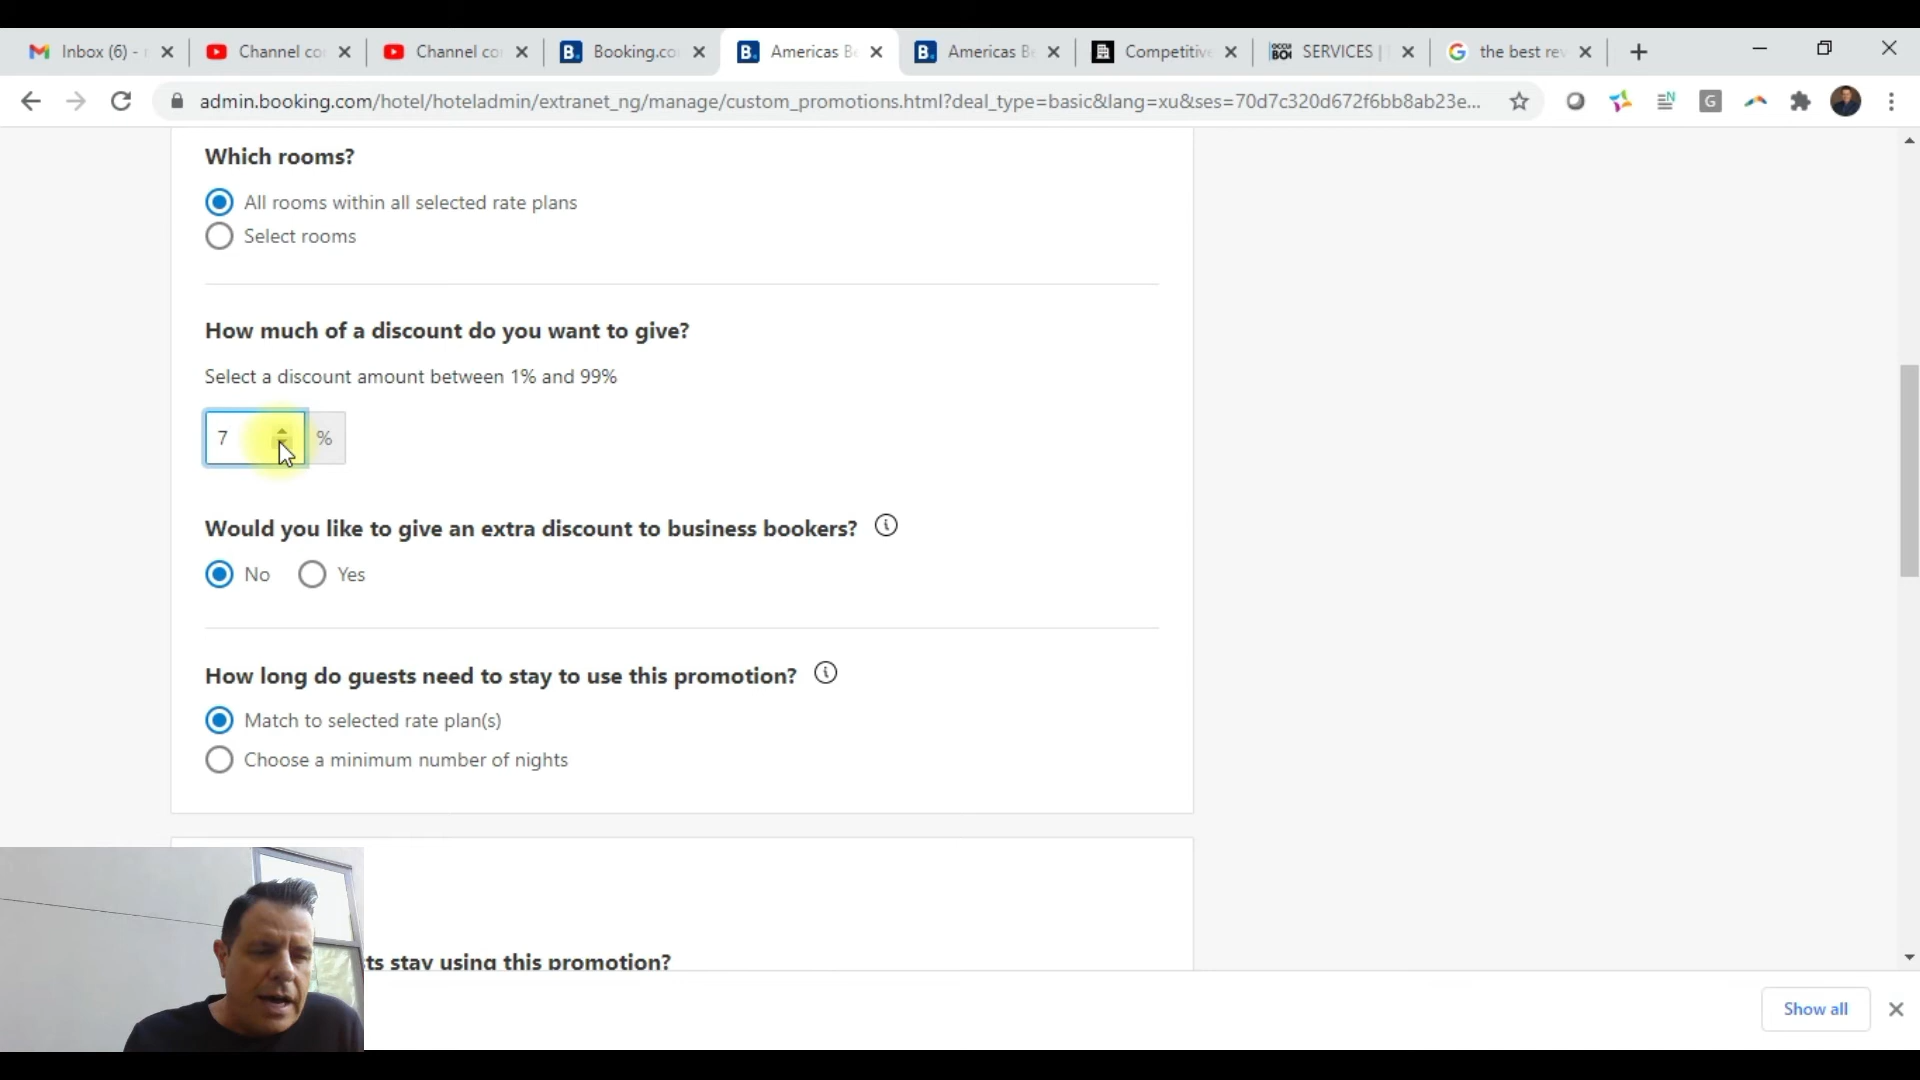 Inbox (6) -
Channel co
Channel co
Booking.co
Americas Be
Americas Be
Competitive
SERVICES |
the best rev
admin.booking.com/hotel/hoteladmin/extranet_ng/manage/custom_promotions.html?deal_type=basic&lang=xu&ses=70d7c320d672f6bb8ab23e...
Which rooms?
All rooms within all selected rate plans
Select rooms
How much of a discount do you want to give?
Select a discount amount between 1% and 99%
7 %
Would you like to give an extra discount to business bookers?
No Yes
How long do guests need to stay to use this promotion?
Match to selected rate plan(s)
Choose a minimum number of nights
ts stay using this promotion?
Show all